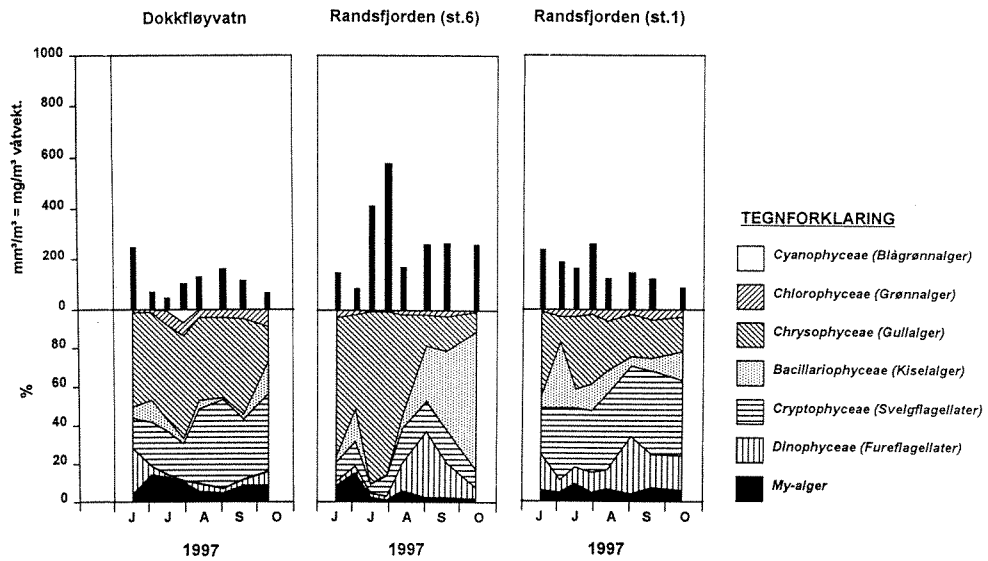 Dokkfløyvatn
Randsfjorden (st.6)
Randsfjorden (st.1)
mm³/m³ = mg/m³ våtvekt.
1000
800
600
400
200
0
%
80
60
40
20
0
J J A S O
J J A S O
J J A S O
1997
1997
1997
TEGNFORKLARING
Cyanophyceae (Blågrønnalger)
Chlorophyceae (Grønnalger)
Chrysophyceae (Gullalger)
Bacillariophyceae (Kiselalger)
Cryptophyceae (Svelgflagellater)
Dinophyceae (Fureflagellater)
My-alger